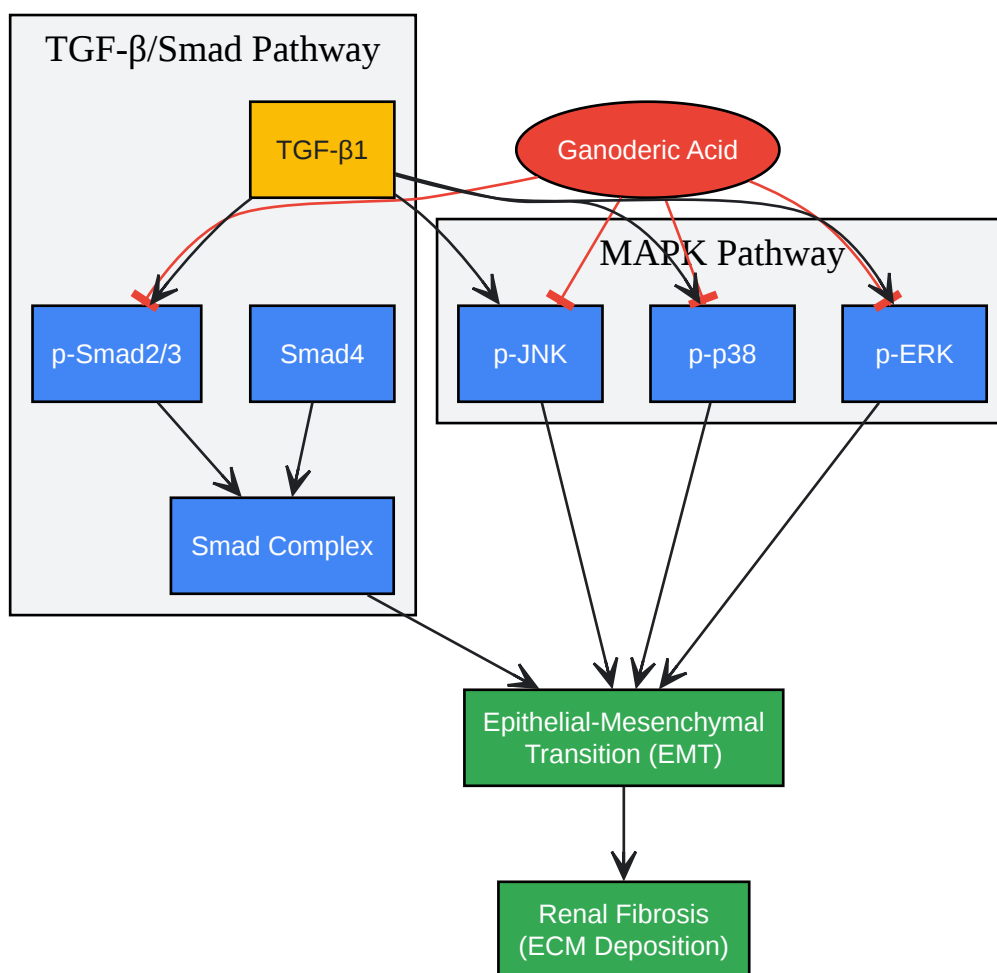 TGF-β/Smad Pathway
TGF-β1
Ganoderic Acid
MAPK Pathway
p-Smad2/3
Smad4
p-JNK
p-p38
p-ERK
Smad Complex
Epithelial-Mesenchymal
Transition (EMT)
Renal Fibrosis
(ECM Deposition)